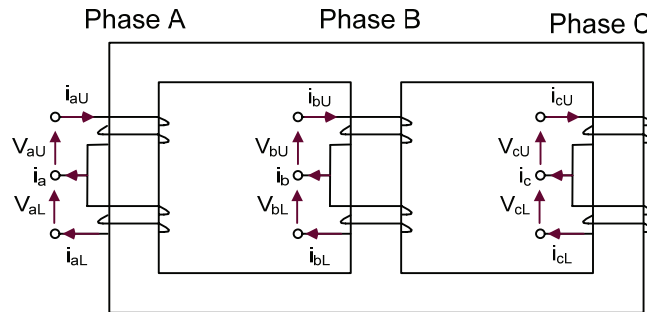 Phase A Phase B Phase C
iaU ibU icU
VaU VbU VcU
ia ib ic
VaL VbL VcL
iaL ibL icL